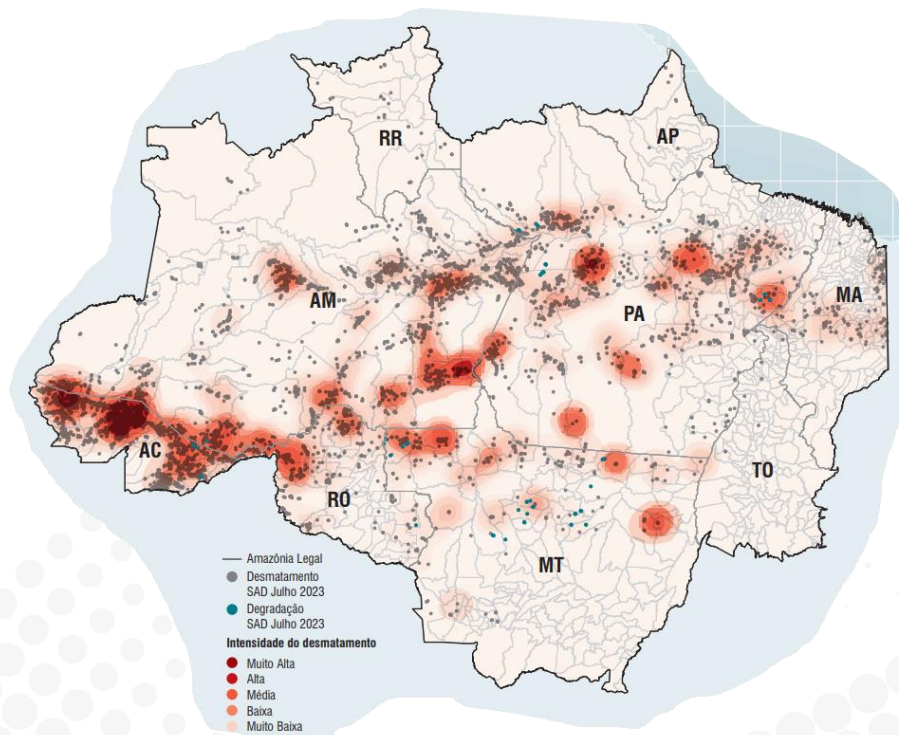 RR
AP
AM
PA
MA
AC
RO
TO
MT
Amazônia Legal
Desmatamento
SAD Julho 2023
Degradação
SAD Julho 2023
Intensidade do desmatamento
Muito Alta
Alta
Média
Baixa
Muito Baixa